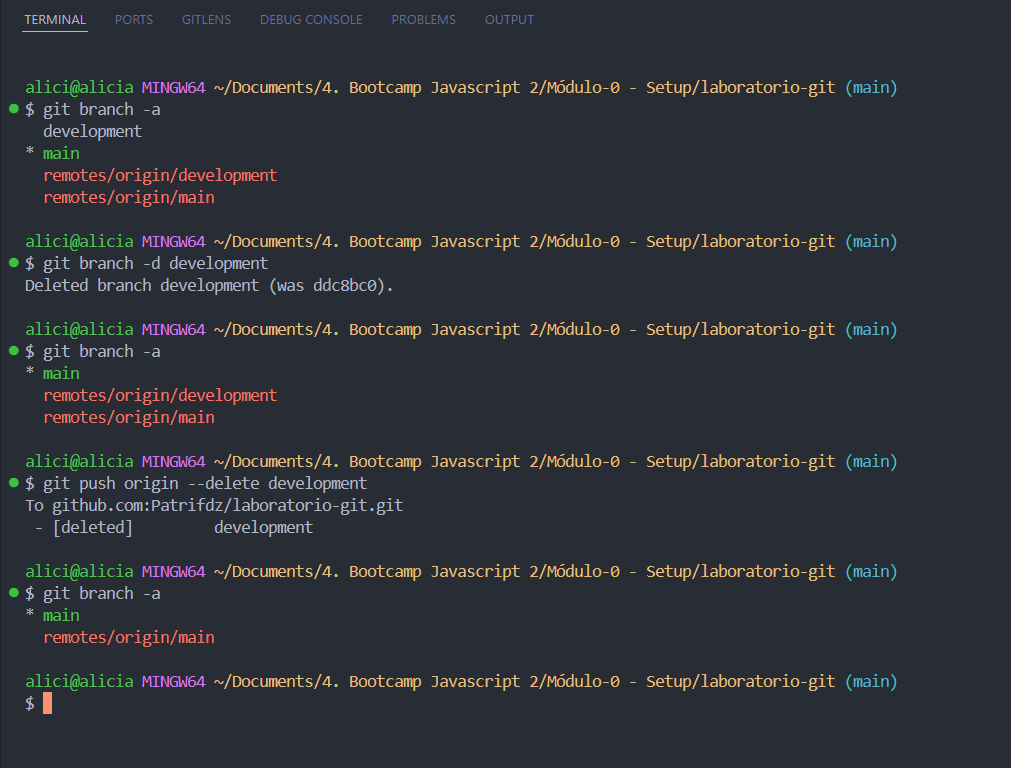 TERMINAL PORTS GITLENS DEBUG CONSOLE PROBLEMS OUTPUT
alici@alicia MINGW64 ~/Documents/4. Bootcamp Javascript 2/Módulo-0 - Setup/laboratorio-git (main)
$ git branch -a
  development
* main
  remotes/origin/development
  remotes/origin/main
alici@alicia MINGW64 ~/Documents/4. Bootcamp Javascript 2/Módulo-0 - Setup/laboratorio-git (main)
$ git branch -d development
Deleted branch development (was ddc8bc0).
alici@alicia MINGW64 ~/Documents/4. Bootcamp Javascript 2/Módulo-0 - Setup/laboratorio-git (main)
$ git branch -a
* main
  remotes/origin/development
  remotes/origin/main
alici@alicia MINGW64 ~/Documents/4. Bootcamp Javascript 2/Módulo-0 - Setup/laboratorio-git (main)
$ git push origin --delete development
To github.com:Patrifdz/laboratorio-git.git
 - [deleted]         development
alici@alicia MINGW64 ~/Documents/4. Bootcamp Javascript 2/Módulo-0 - Setup/laboratorio-git (main)
$ git branch -a
* main
  remotes/origin/main
alici@alicia MINGW64 ~/Documents/4. Bootcamp Javascript 2/Módulo-0 - Setup/laboratorio-git (main)
$